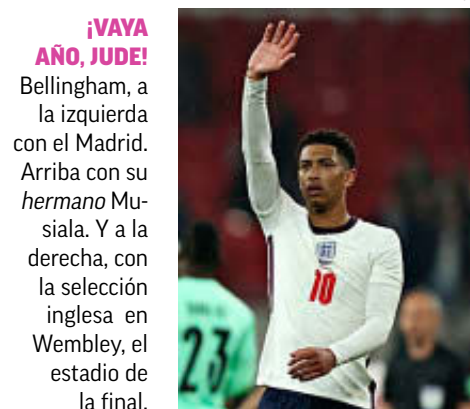 ¡VAYA
AÑO, JUDE!
Bellingham, a
la izquierda
con el Madrid.
Arriba con su
hermano Mu-
siala. Y a la
derecha, con
la selección
inglesa en
Wembley, el
estadio de
la final.
10
23